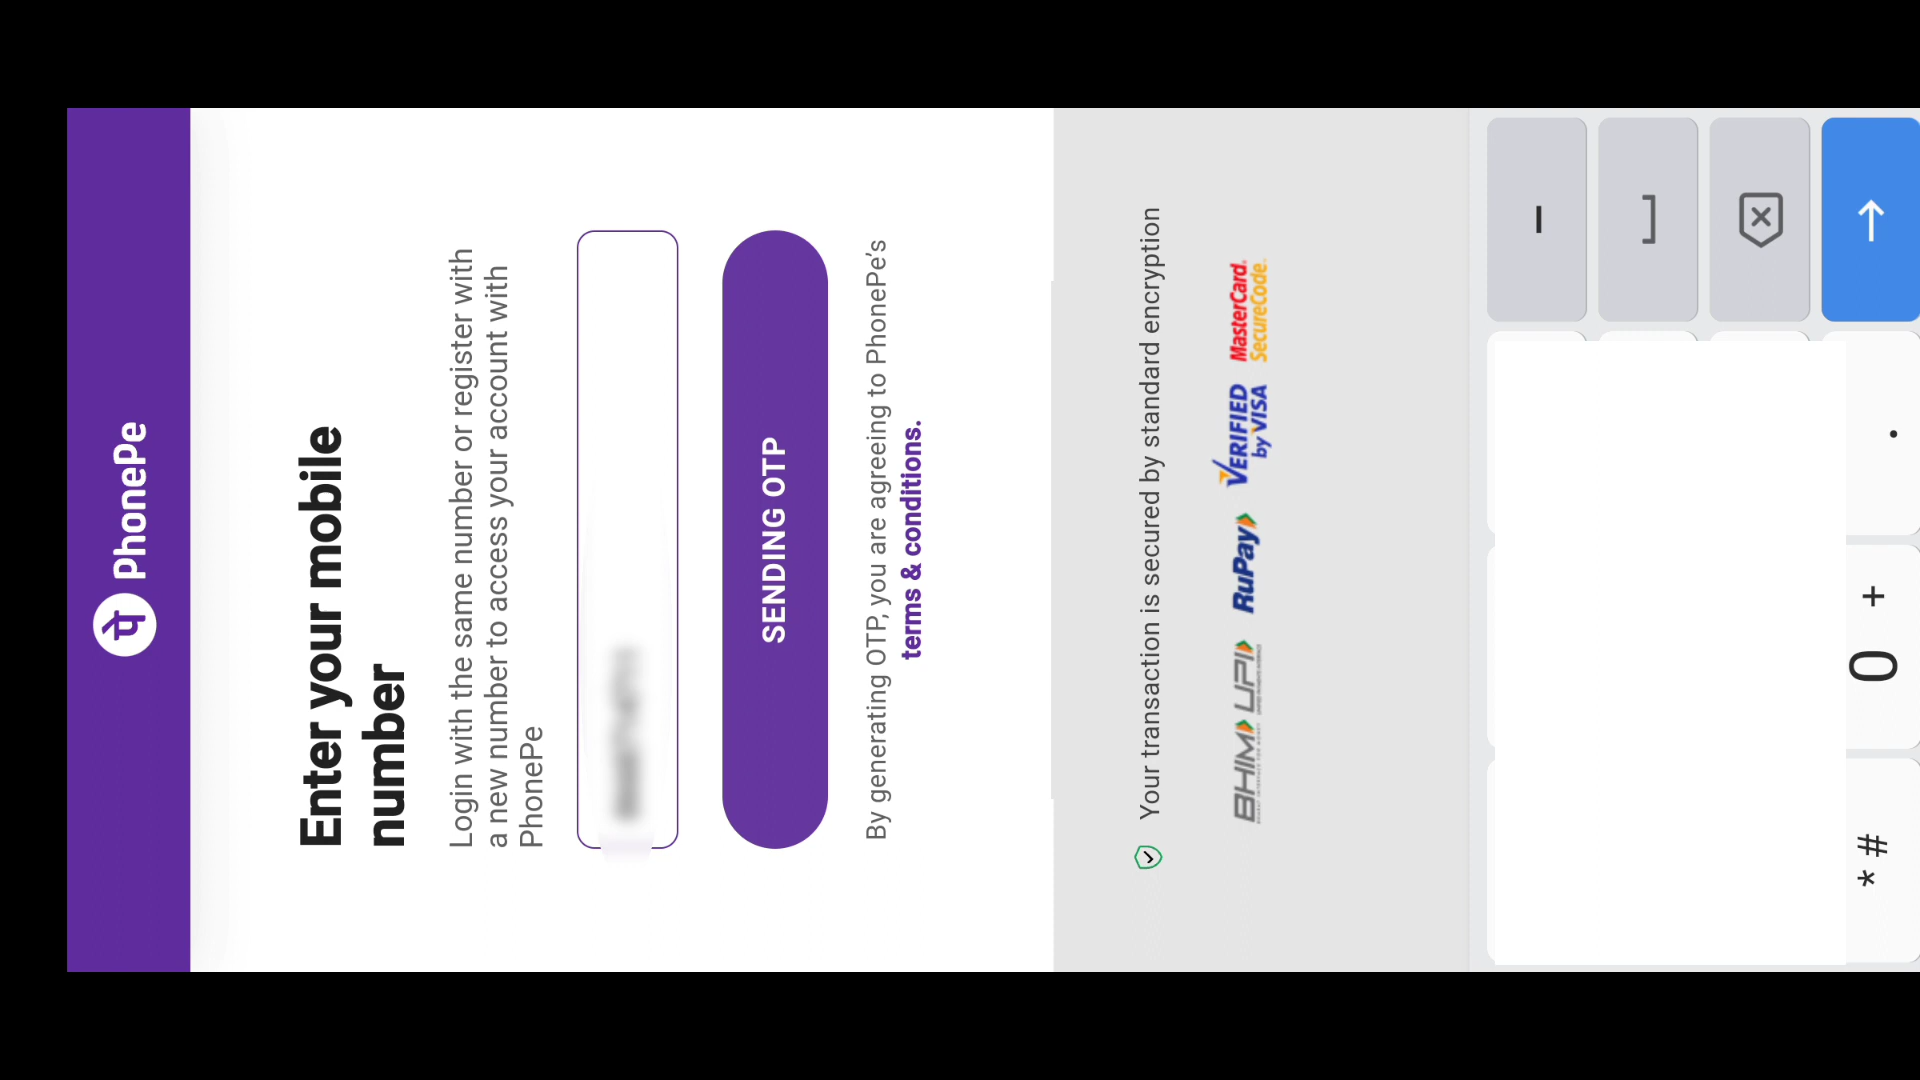 पे PhonePe
Enter your mobile
number
Login with the same number or register with
a new number to access your account with
PhonePe
SENDING OTP
By generating OTP, you are agreeing to PhonePe's
terms & conditions.
Your transaction is secured by standard encryption
BHIM UPI RuPay VERIFIED by VISA MasterCard. SecureCode.
* # 0 + .